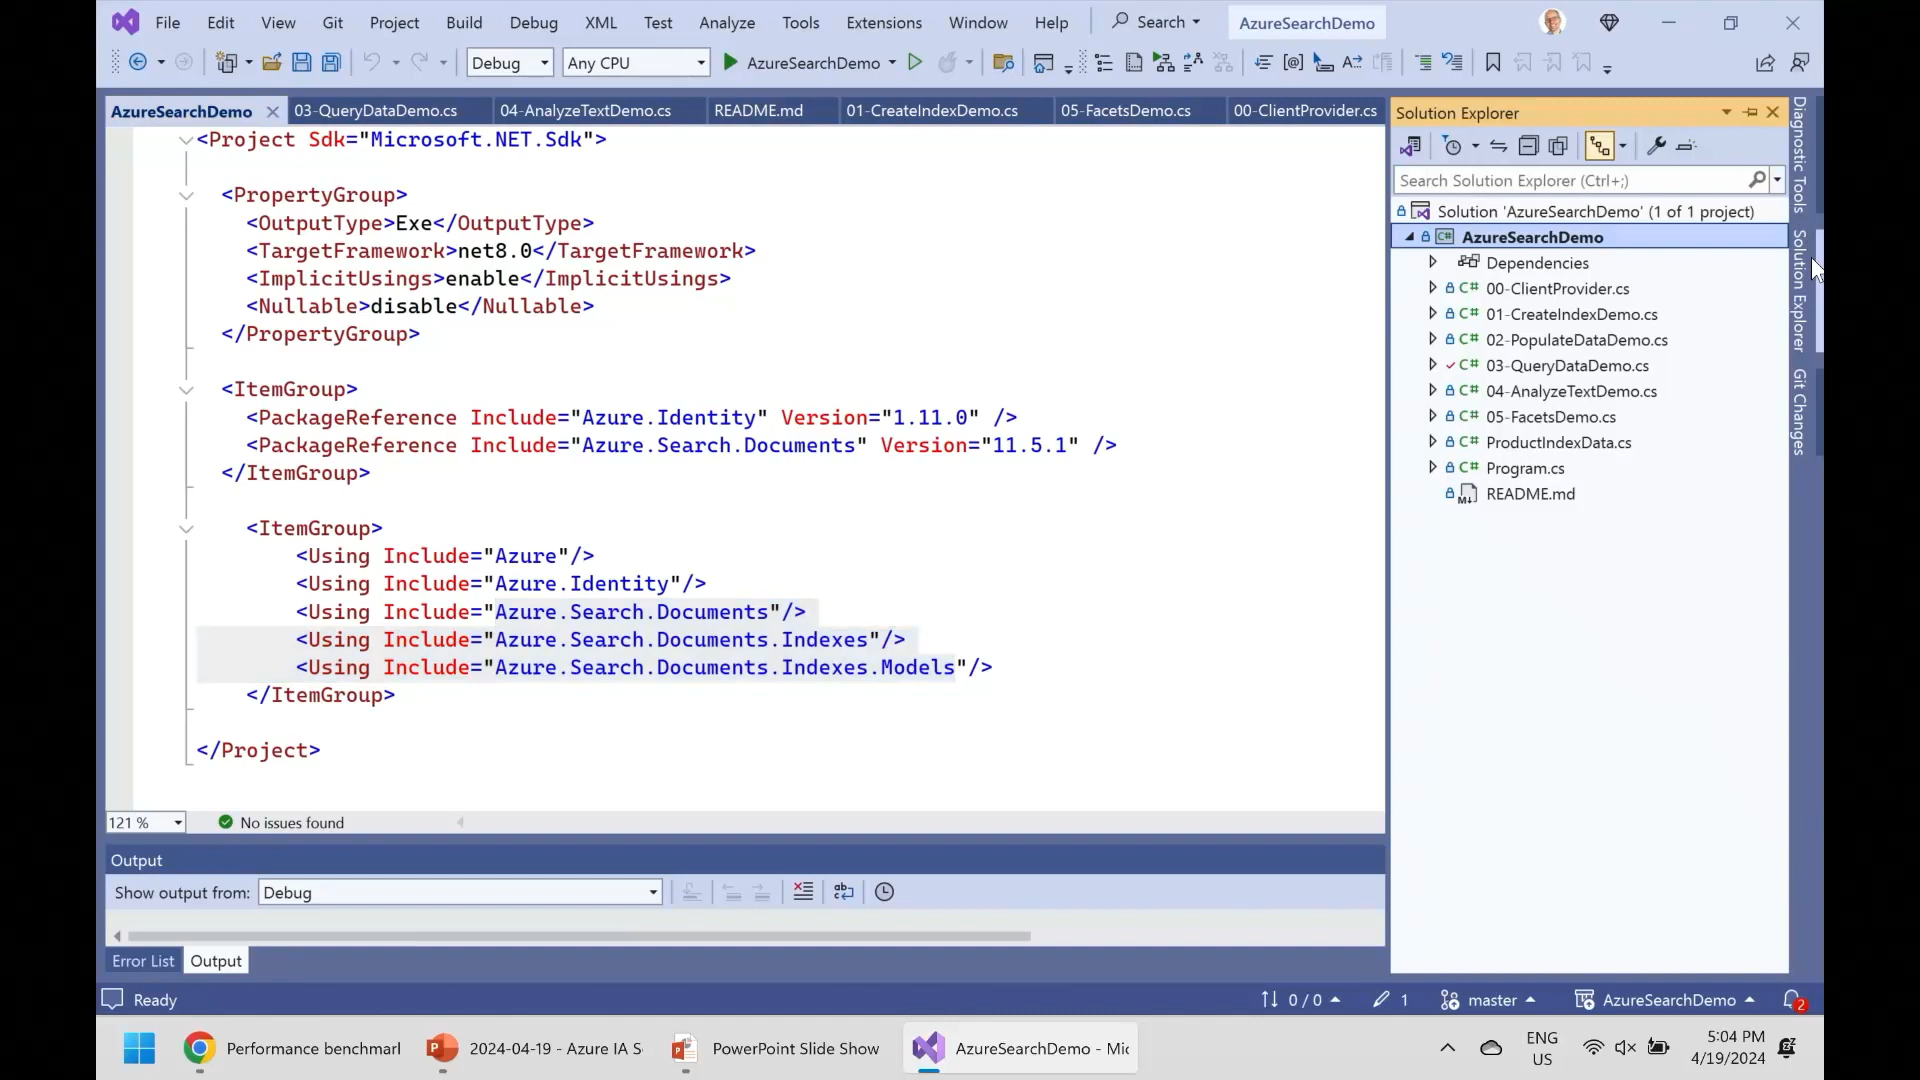 File Edit View Git Project Build Debug XML Test Analyze Tools Extensions Window Help Search AzureSearchDemo
Debug Any CPU AzureSearchDemo
AzureSearchDemo 03-QueryDataDemo.cs 04-AnalyzeTextDemo.cs README.md 01-CreateIndexDemo.cs 05-FacetsDemo.cs 00-ClientProvider.cs
<Project Sdk="Microsoft.NET.Sdk">
<PropertyGroup>
<OutputType>Exe</OutputType>
<TargetFramework>net8.0</TargetFramework>
<ImplicitUsings>enable</ImplicitUsings>
<Nullable>disable</Nullable>
</PropertyGroup>
<ItemGroup>
<PackageReference Include="Azure.Identity" Version="1.11.0" />
<PackageReference Include="Azure.Search.Documents" Version="11.5.1" />
</ItemGroup>
<ItemGroup>
<Using Include="Azure"/>
<Using Include="Azure.Identity"/>
<Using Include="Azure.Search.Documents"/>
<Using Include="Azure.Search.Documents.Indexes"/>
<Using Include="Azure.Search.Documents.Indexes.Models"/>
</ItemGroup>
</Project>
121 % No issues found
Output
Show output from: Debug
Error List Output
Solution Explorer
Search Solution Explorer (Ctrl+;)
Solution 'AzureSearchDemo' (1 of 1 project)
C# AzureSearchDemo
Dependencies
C# 00-ClientProvider.cs
C# 01-CreateIndexDemo.cs
C# 02-PopulateDataDemo.cs
C# 03-QueryDataDemo.cs
C# 04-AnalyzeTextDemo.cs
C# 05-FacetsDemo.cs
C# ProductIndexData.cs
C# Program.cs
M↓ README.md
Diagnostic Tools
Solution Explorer
Git Changes
Ready 0 / 0 1 master AzureSearchDemo 2
Performance benchmarl 2024-04-19 - Azure IA S PowerPoint Slide Show AzureSearchDemo - Mic
ENG
US
5:04 PM
4/19/2024